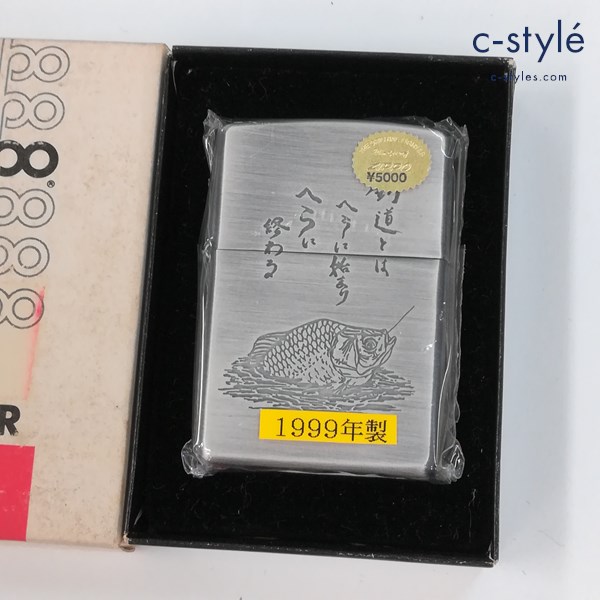 c-stylé
c-styles.com
¥5000
釣道とは
へらに始まり
へらに
終わる
1999年製
R